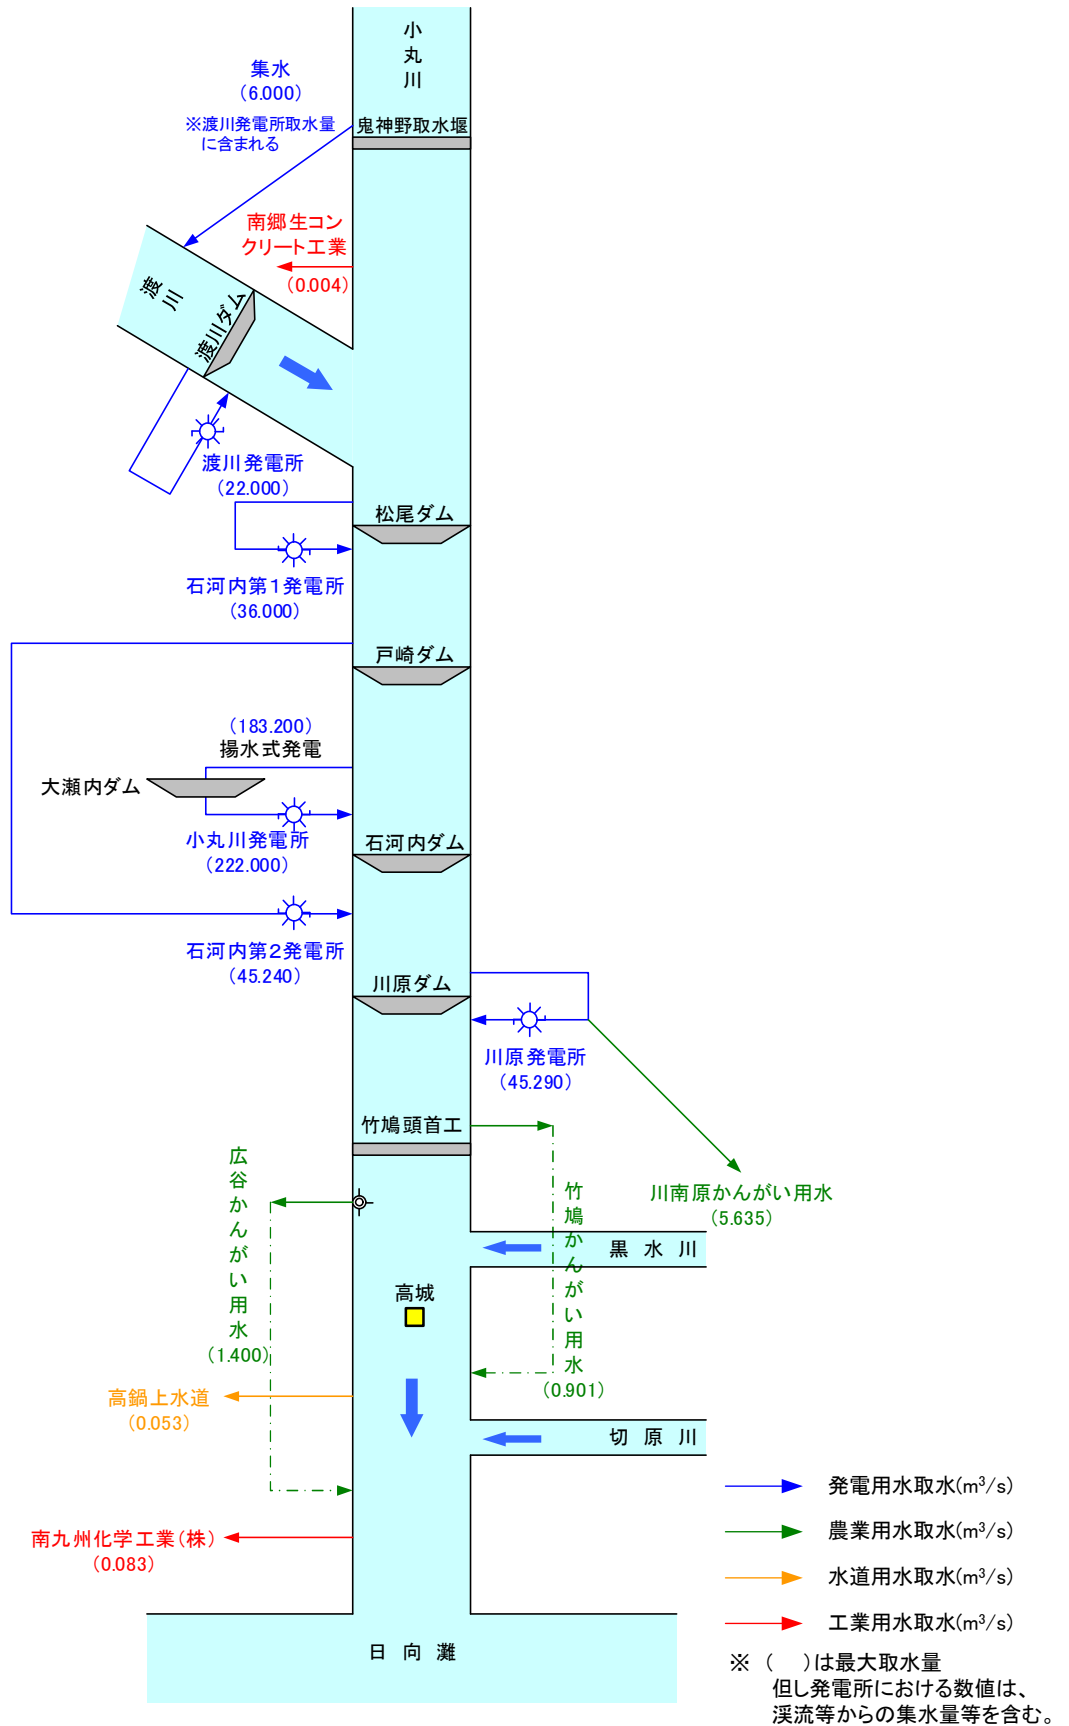 小丸川
集水
(6.000)
※渡川発電所取水量
に含まれる
鬼神野取水堰
南郷生コン
クリート工業
(0.004)
渡川
渡川ダム
渡川発電所
(22.000)
松尾ダム
石河内第1発電所
(36.000)
戸崎ダム
(183.200)
揚水式発電
大瀬内ダム
小丸川発電所
(222.000)
石河内ダム
石河内第2発電所
(45.240)
川原ダム
川原発電所
(45.290)
竹鳩頭首工
広谷かんがい用水
(1.400)
竹鳩かんがい用水
(0.901)
川南原かんがい用水
(5.635)
黒水川
高城
高鍋上水道
(0.053)
切原川
南九州化学工業(株)
(0.083)
日向灘
発電用水取水(m³/s)
農業用水取水(m³/s)
水道用水取水(m³/s)
工業用水取水(m³/s)
※ (　)は最大取水量
但し発電所における数値は、
渓流等からの集水量等を含む。